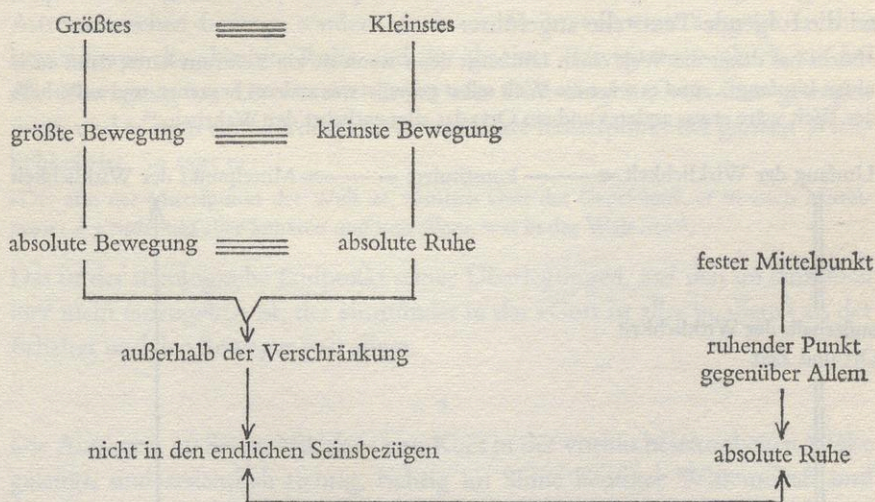 Größtes ≡ Kleinstes
größte Bewegung ≡ kleinste Bewegung
absolute Bewegung ≡ absolute Ruhe
fester Mittelpunkt
außerhalb der Verschränkung
ruhender Punkt
gegenüber Allem
nicht in den endlichen Seinsbezügen
absolute Ruhe